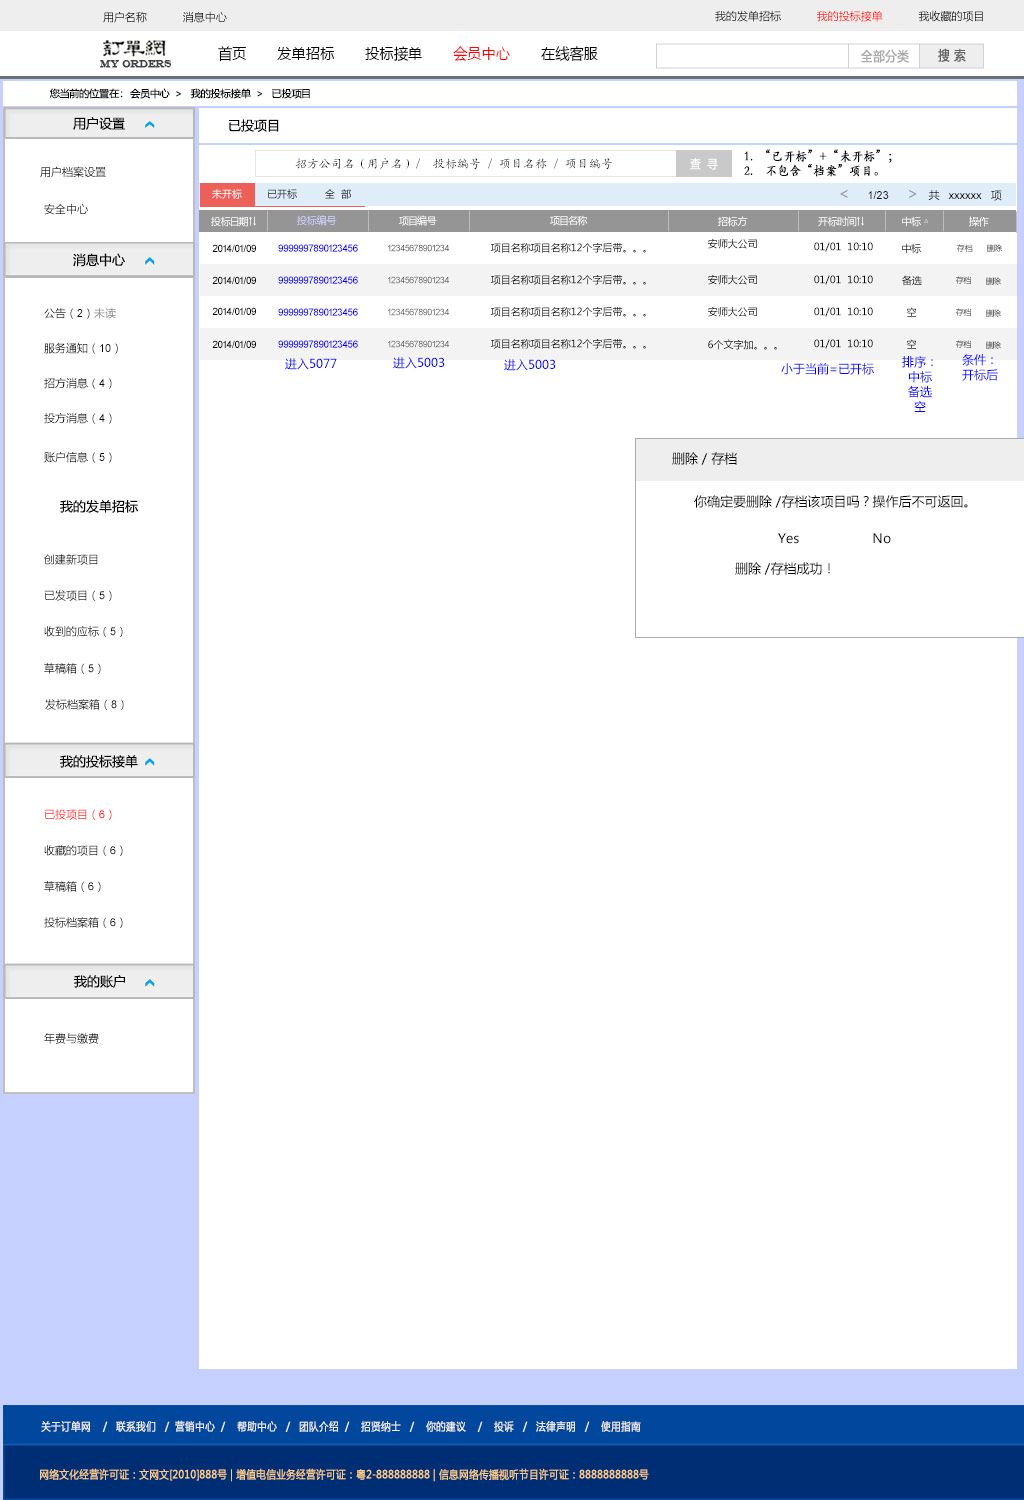 用户名称 消息中心 我的发单招标 我的投标接单 我收藏的项目
訂單網
MY ORDERS
首页 发单招标 投标接单 会员中心 在线客服 全部分类 搜 索
您当前的位置在：会员中心 > 我的投标接单 > 已投项目
用户设置
用户档案设置
安全中心
消息中心
公告（2）未读
服务通知（10）
招方消息（4）
投方消息（4）
账户信息（5）
我的发单招标
创建新项目
已发项目（5）
收到的应标（5）
草稿箱（5）
发标档案箱（8）
我的投标接单
已投项目（6）
收藏的项目（6）
草稿箱（6）
投标档案箱（6）
我的账户
年费与缴费
已投项目
招方公司名（用户名）/ 投标编号 / 项目名称 / 项目编号 查 寻
1. “已开标”+“未开标”；
2. 不包含“档案”项目。
未开标 已开标 全 部 < 1/23 > 共 xxxxxx 项
投标日期⇅ 投标编号 项目编号 项目名称 招标方 开标时间⇅ 中标 操作
2014/01/09 9999997890123456 12345678901234 项目名称项目名称12个字后带。。。 安师大公司 01/01 10:10 中标 存档 删除
2014/01/09 9999997890123456 12345678901234 项目名称项目名称12个字后带。。。 安师大公司 01/01 10:10 备选 存档 删除
2014/01/09 9999997890123456 12345678901234 项目名称项目名称12个字后带。。。 安师大公司 01/01 10:10 空 存档 删除
2014/01/09 9999997890123456 12345678901234 项目名称项目名称12个字后带。。。 6个文字加。。。 01/01 10:10 空 存档 删除
进入5077 进入5003 进入5003 小于当前=已开标
排序：
中标
备选
空
条件：
开标后
删除 / 存档
你确定要删除 /存档该项目吗？操作后不可返回。
Yes No
删除 /存档成功！
关于订单网 / 联系我们 / 营销中心 / 帮助中心 / 团队介绍 / 招贤纳士 / 你的建议 / 投诉 / 法律声明 / 使用指南
网络文化经营许可证：文网文[2010]888号 | 增值电信业务经营许可证：粤2-888888888 | 信息网络传播视听节目许可证：8888888888号